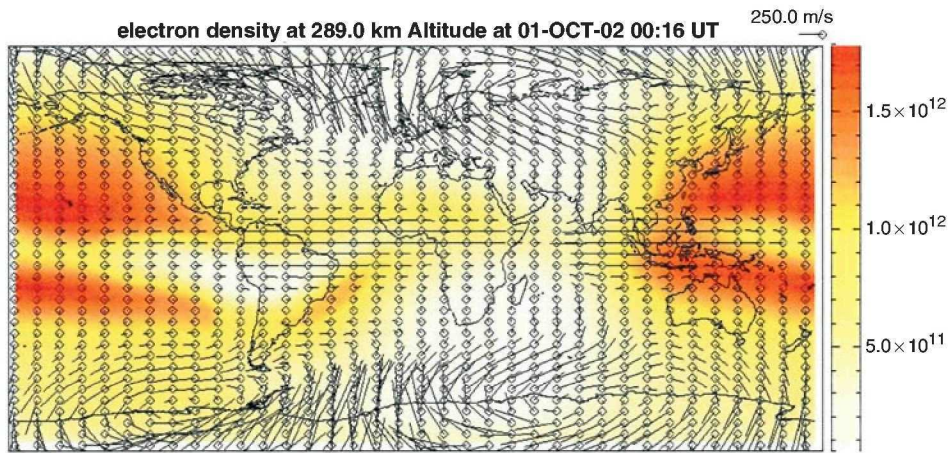 250.0 m/s
electron density at 289.0 km Altitude at 01-OCT-02 00:16 UT
1.5×10¹²
1.0×10¹²
5.0×10¹¹